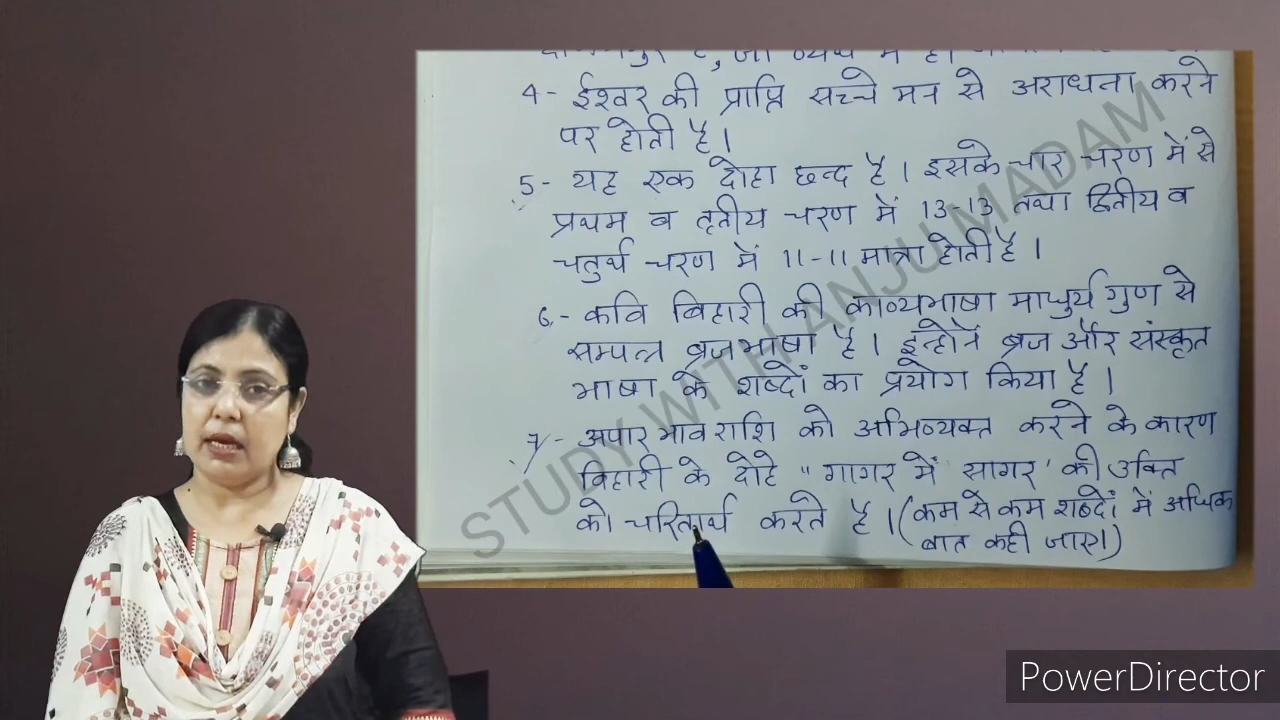 4- ईश्वर की प्राप्ति सच्चे मन से अराधना करने
पर होती है।
5- यह एक दोहा छन्द है। इसके चार चरण में से
प्रथम व तृतीय चरण में 13-13 तथा द्वितीय व
चतुर्थ चरण में 11-11 मात्रा होती है।
6.- कवि बिहारी की काव्यभाषा माधुर्य गुण से
सम्पन्न ब्रजभाषा है। इन्होनें ब्रज और संस्कृत
भाषा के शब्दों का प्रयोग किया है।
7- अपार भाव राशि को अभिव्यक्त करने के कारण
बिहारी के दोहे "गागर में सागर' की उक्ति
को चरितार्थ करते है। (कम से कम शब्दों में अधिक
बात कही जाए।)
STUDY WITH ANJU MADAM
PowerDirector